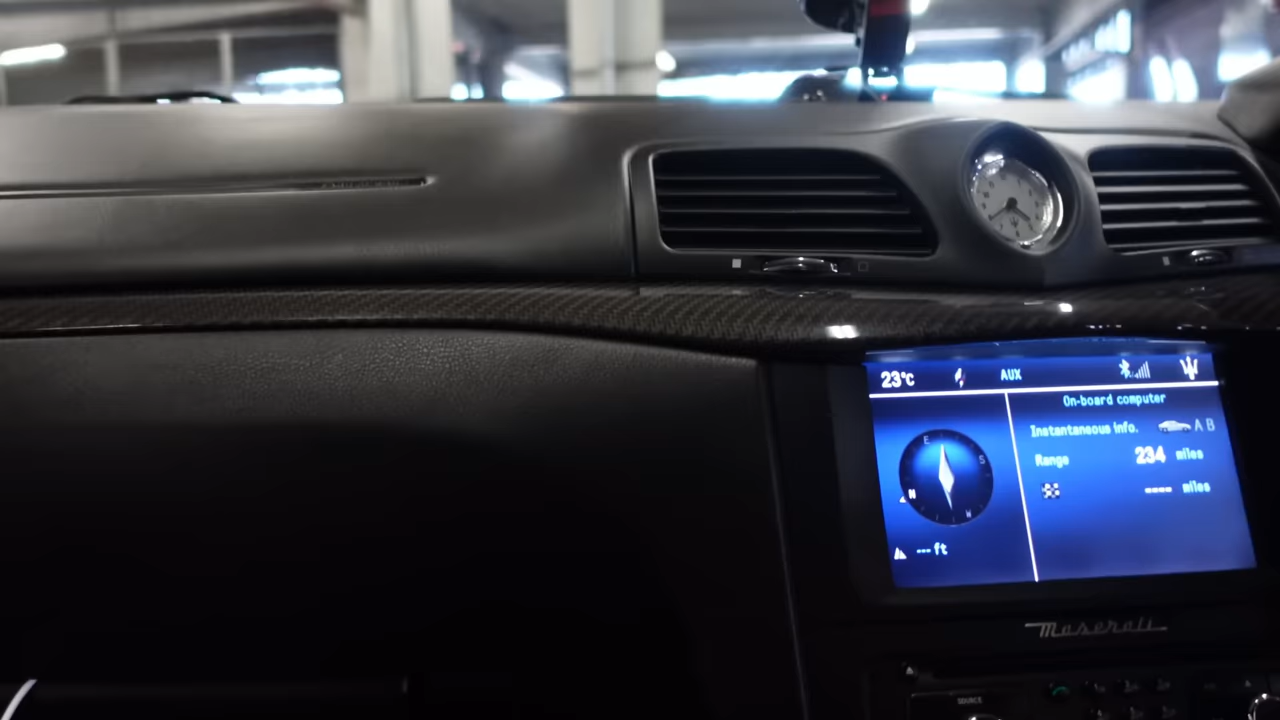 23°C AUX
On-board computer
Instantaneous info. A B
Range 234 miles
---- miles
E
S
N
W
--- ft
Maserati
SOURCE